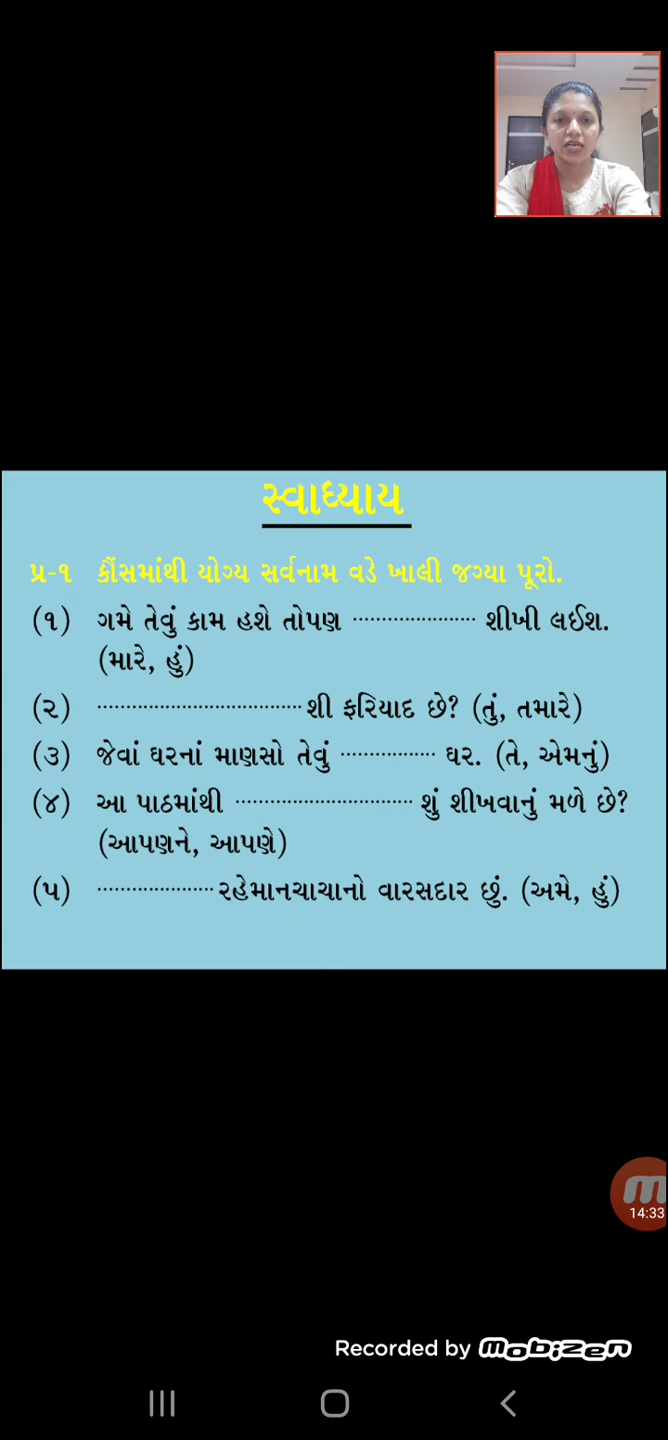 સ્વાધ્યાય
પ્ર-૧ કૌંસમાંથી યોગ્ય સર્વનામ વડે ખાલી જગ્યા પૂરો.
(૧) ગમે તેવું કામ હશે તોપણ ...................... શીખી લઈશ.
(મારે, હું)
(૨) ................................... શી ફરિયાદ છે? (તું, તમારે)
(૩) જેવાં ઘરનાં માણસો તેવું ................ ઘર. (તે, એમનું)
(૪) આ પાઠમાંથી ............................... શું શીખવાનું મળે છે?
(આપણને, આપણે)
(૫) .................... રહેમાનચાચાનો વારસદાર છું. (અમે, હું)
14:33
Recorded by mobizen